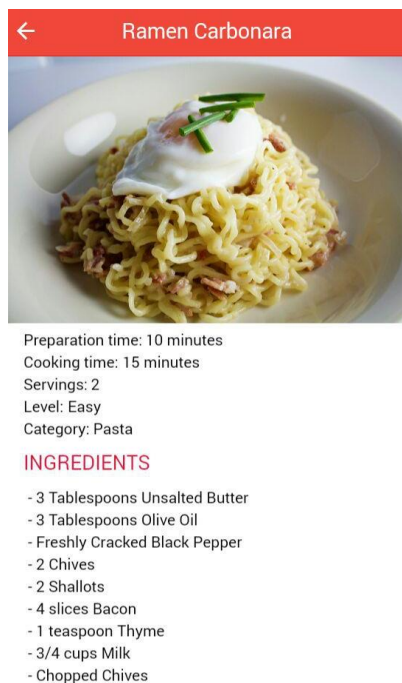 Ramen Carbonara
Preparation time: 10 minutes
Cooking time: 15 minutes
Servings: 2
Level: Easy
Category: Pasta
INGREDIENTS
- 3 Tablespoons Unsalted Butter
- 3 Tablespoons Olive Oil
- Freshly Cracked Black Pepper
- 2 Chives
- 2 Shallots
- 4 slices Bacon
- 1 teaspoon Thyme
- 3/4 cups Milk
- Chopped Chives